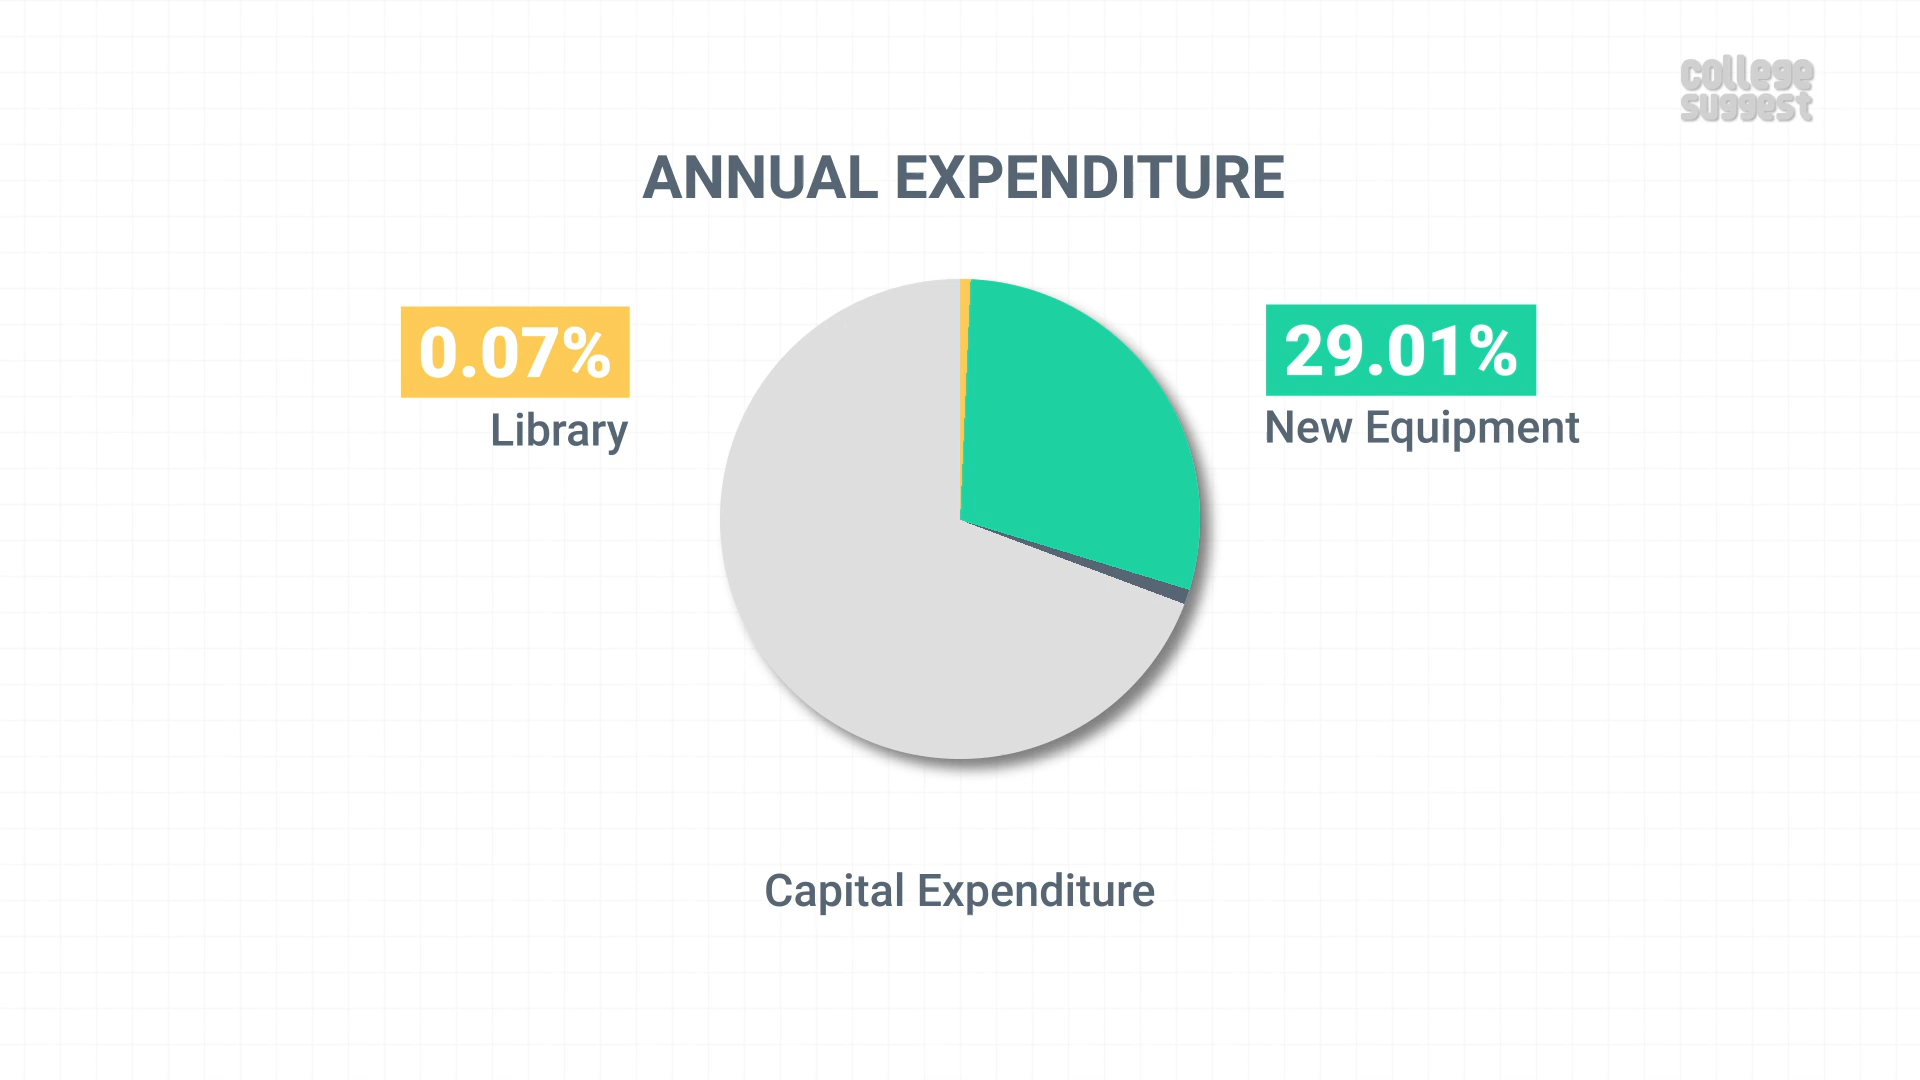 college
suggest
ANNUAL EXPENDITURE
0.07%
Library
29.01%
New Equipment
Capital Expenditure